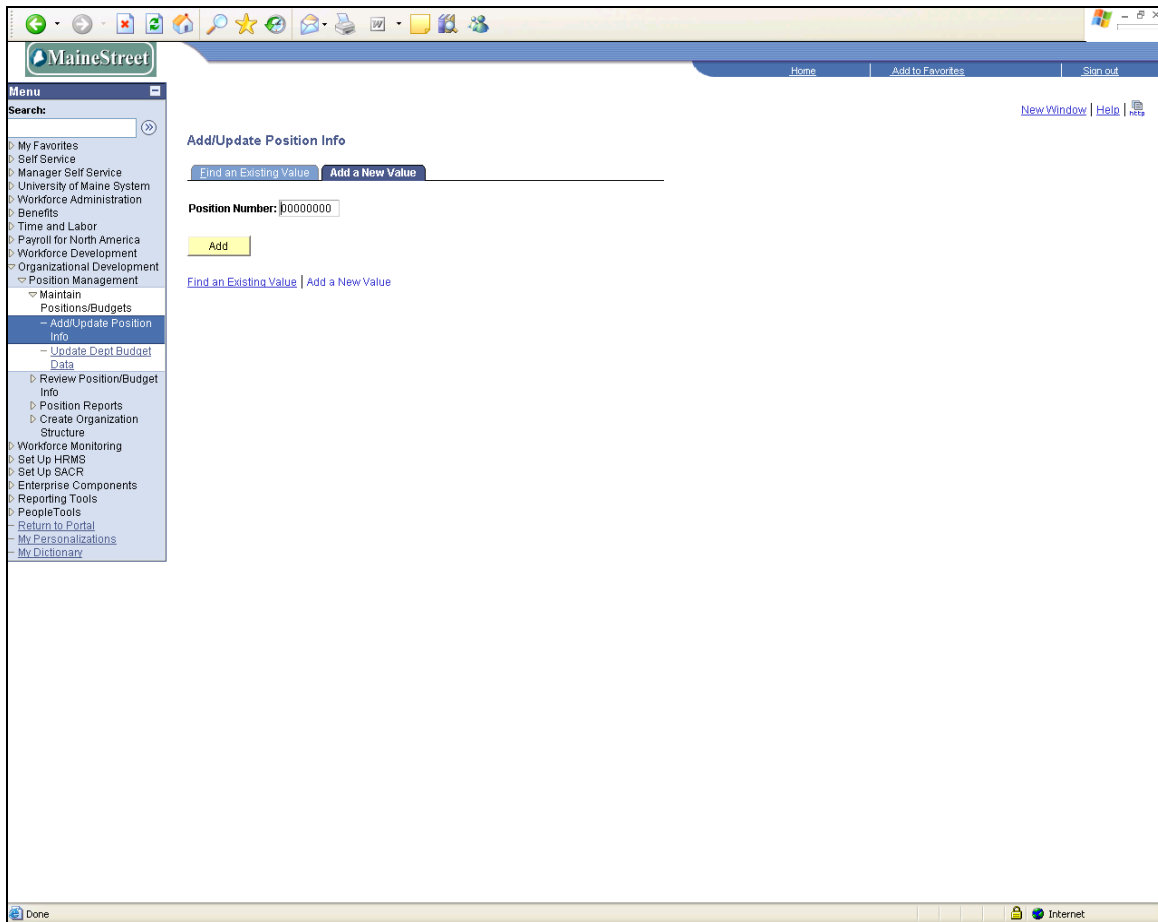 MaineStreet
Home
Add to Favorites
Sign out
Menu
Search:
New Window | Help | http
My Favorites
Self Service
Manager Self Service
University of Maine System
Workforce Administration
Benefits
Time and Labor
Payroll for North America
Workforce Development
Organizational Development
Position Management
Maintain
Positions/Budgets
Add/Update Position
Info
Update Dept Budget
Data
Review Position/Budget
Info
Position Reports
Create Organization
Structure
Workforce Monitoring
Set Up HRMS
Set Up SACR
Enterprise Components
Reporting Tools
PeopleTools
Return to Portal
My Personalizations
My Dictionary
Add/Update Position Info
Find an Existing Value
Add a New Value
Position Number: 00000000
Add
Find an Existing Value | Add a New Value
Done
Internet